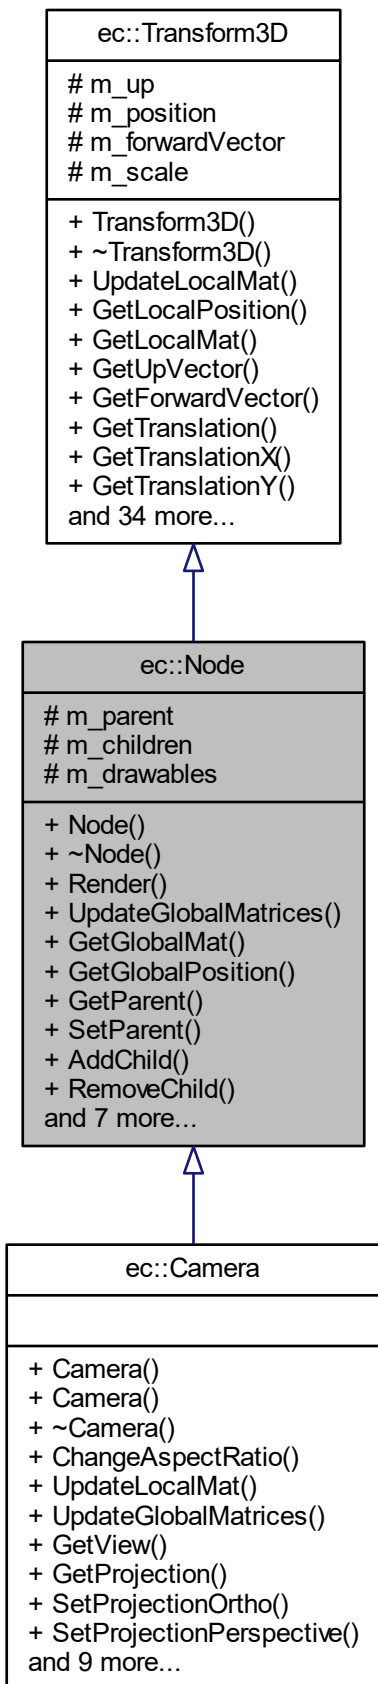 ec::Transform3D
# m_up
# m_position
# m_forwardVector
# m_scale
+ Transform3D()
+ ~Transform3D()
+ UpdateLocalMat()
+ GetLocalPosition()
+ GetLocalMat()
+ GetUpVector()
+ GetForwardVector()
+ GetTranslation()
+ GetTranslationX()
+ GetTranslationY()
and 34 more...
ec::Node
# m_parent
# m_children
# m_drawables
+ Node()
+ ~Node()
+ Render()
+ UpdateGlobalMatrices()
+ GetGlobalMat()
+ GetGlobalPosition()
+ GetParent()
+ SetParent()
+ AddChild()
+ RemoveChild()
and 7 more...
ec::Camera
+ Camera()
+ Camera()
+ ~Camera()
+ ChangeAspectRatio()
+ UpdateLocalMat()
+ UpdateGlobalMatrices()
+ GetView()
+ GetProjection()
+ SetProjectionOrtho()
+ SetProjectionPerspective()
and 9 more...